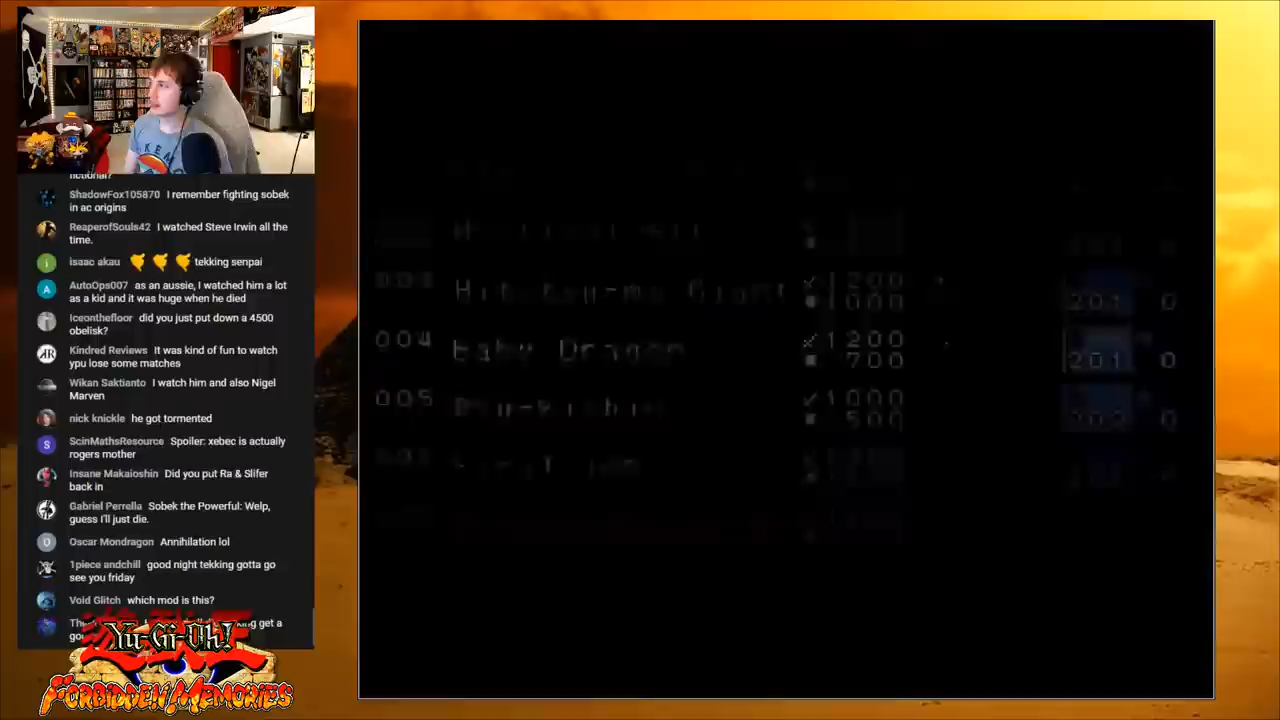 fictional?
ShadowFox105870 I remember fighting sobek
in ac origins
ReaperofSouls42 I watched Steve Irwin all the
time.
isaac akau tekking senpai
AutoOps007 as an aussie, I watched him a lot
as a kid and it was huge when he died
Iceonthefloor did you just put down a 4500
obelisk?
Kindred Reviews It was kind of fun to watch
ypu lose some matches
Wikan Saktianto I watch him and also Nigel
Marven
nick knickle he got tormented
ScinMathsResource Spoiler: xebec is actually
rogers mother
Insane Makaioshin Did you put Ra & Slifer
back in
Gabriel Perrella Sobek the Powerful: Welp,
guess I'll just die.
Oscar Mondragon Annihilation lol
1piece andchill good night tekking gotta go
see you friday
Void Glitch which mod is this?
get a
Yu-Gi-Oh!
FORBIDDEN MEMORIES
003 Hitotsu-me Giant 1200
1000 201 0
004 Baby Dragon 1200
700 201 0
005 1000
500 202 0